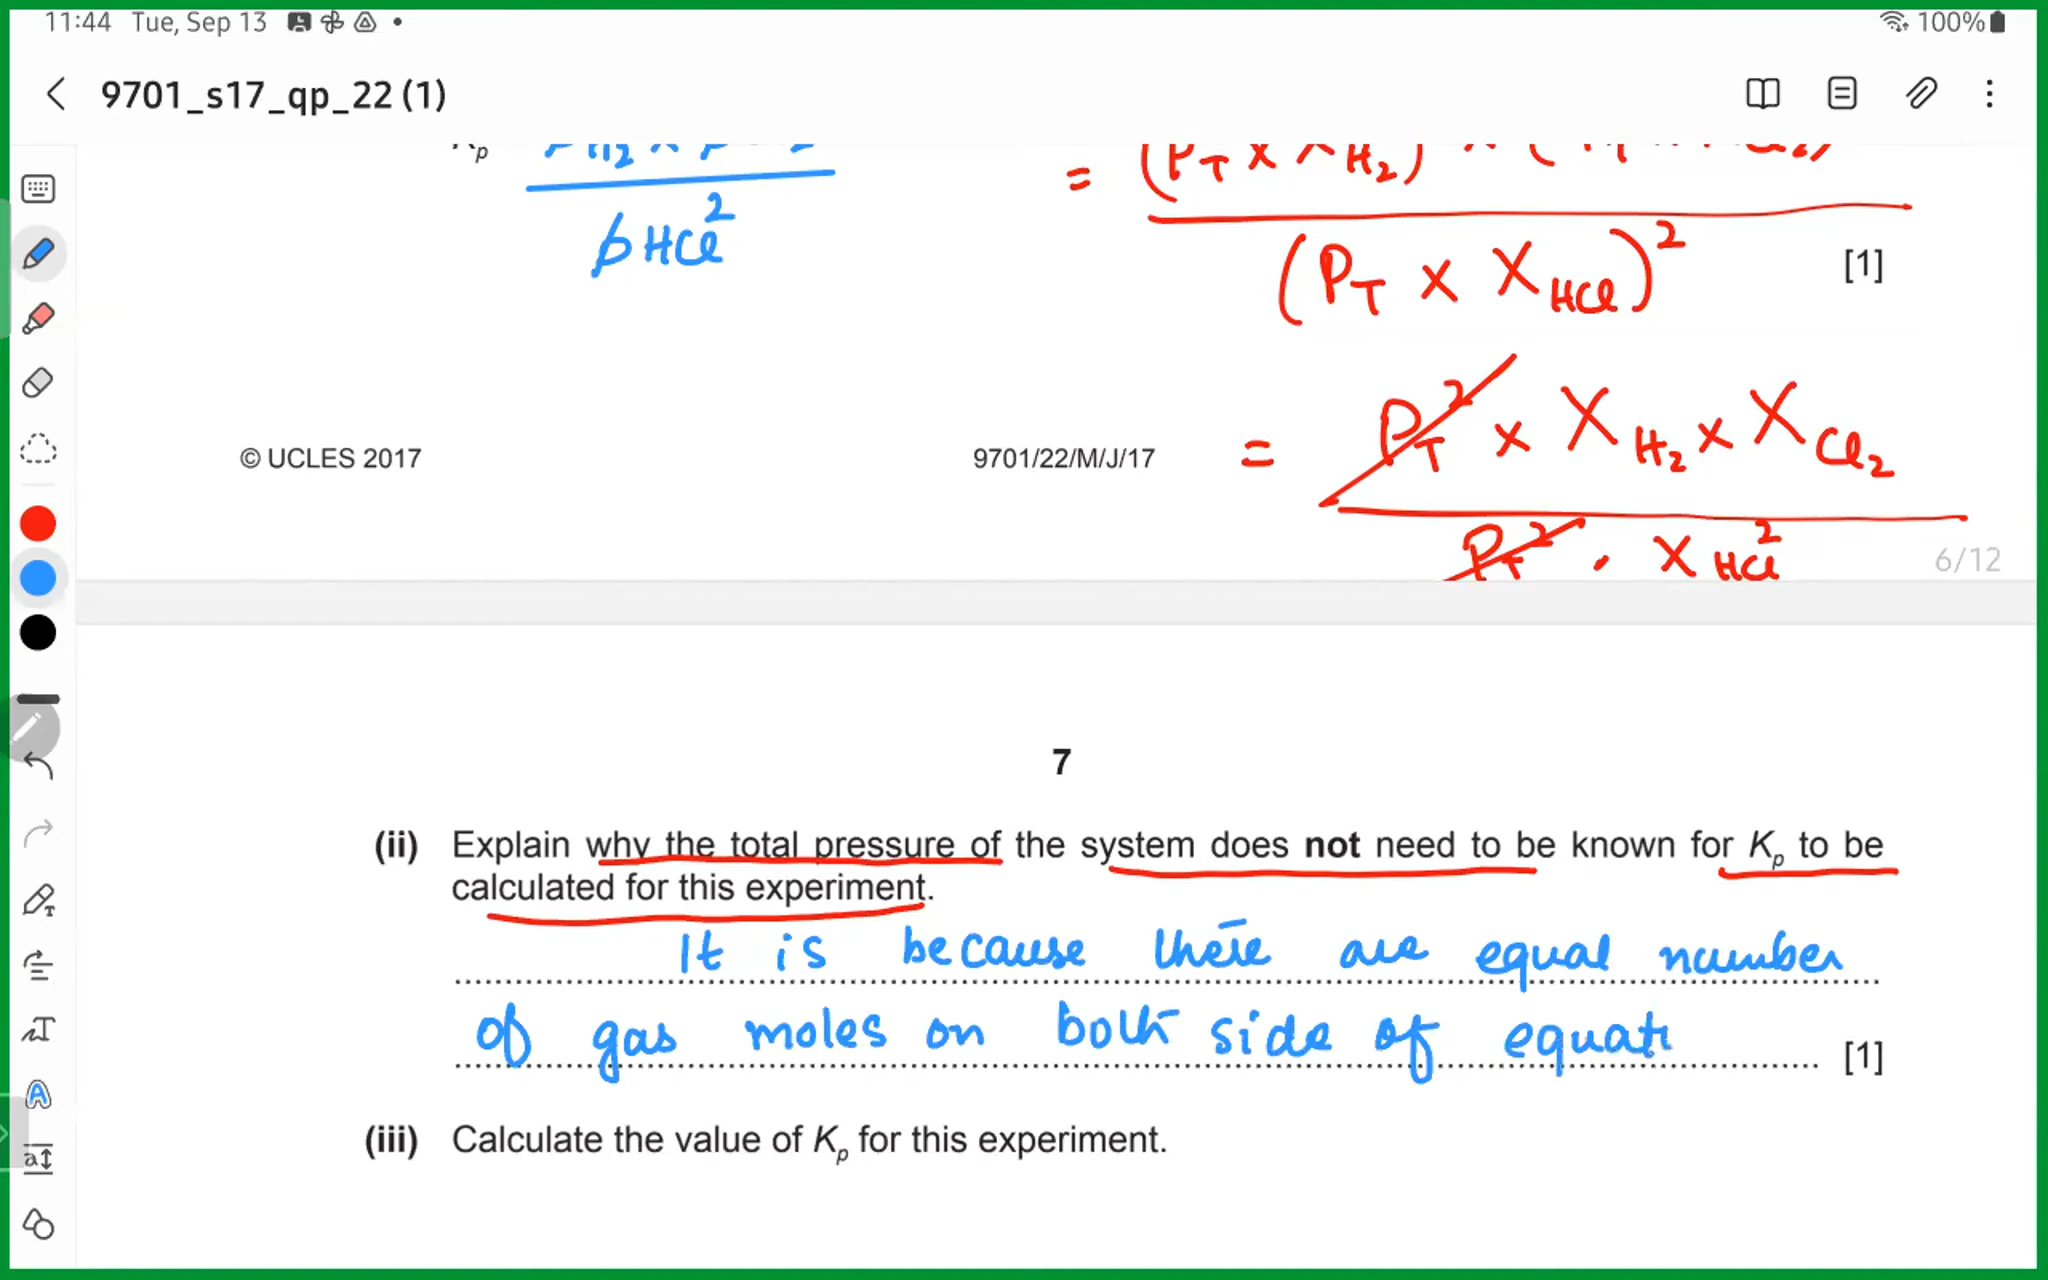 11:44 Tue, Sep 13 100%
9701_s17_qp_22 (1)
=
pHCl²
(PT × XHCl)²
[1]
= PT² × XH₂ × XCl₂
PT² . XHCl²
© UCLES 2017 9701/22/M/J/17
6/12
7
(ii) Explain why the total pressure of the system does not need to be known for Kp to be
calculated for this experiment.
It is because there are equal number
of gas moles on both side of equati
[1]
(iii) Calculate the value of Kp for this experiment.